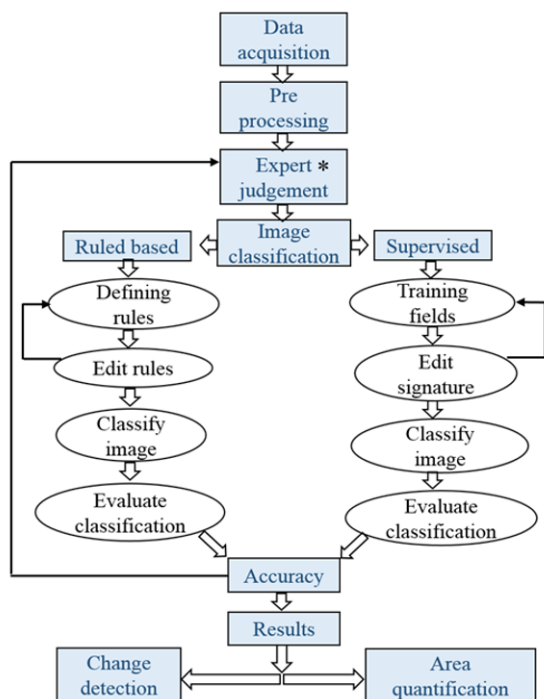 Data
acquisition
Pre
processing
Expert *
judgement
Image
classification
Ruled based
Supervised
Defining
rules
Training
fields
Edit rules
Edit
signature
Classify
image
Classify
image
Evaluate
classification
Evaluate
classification
Accuracy
Results
Change
detection
Area
quantification